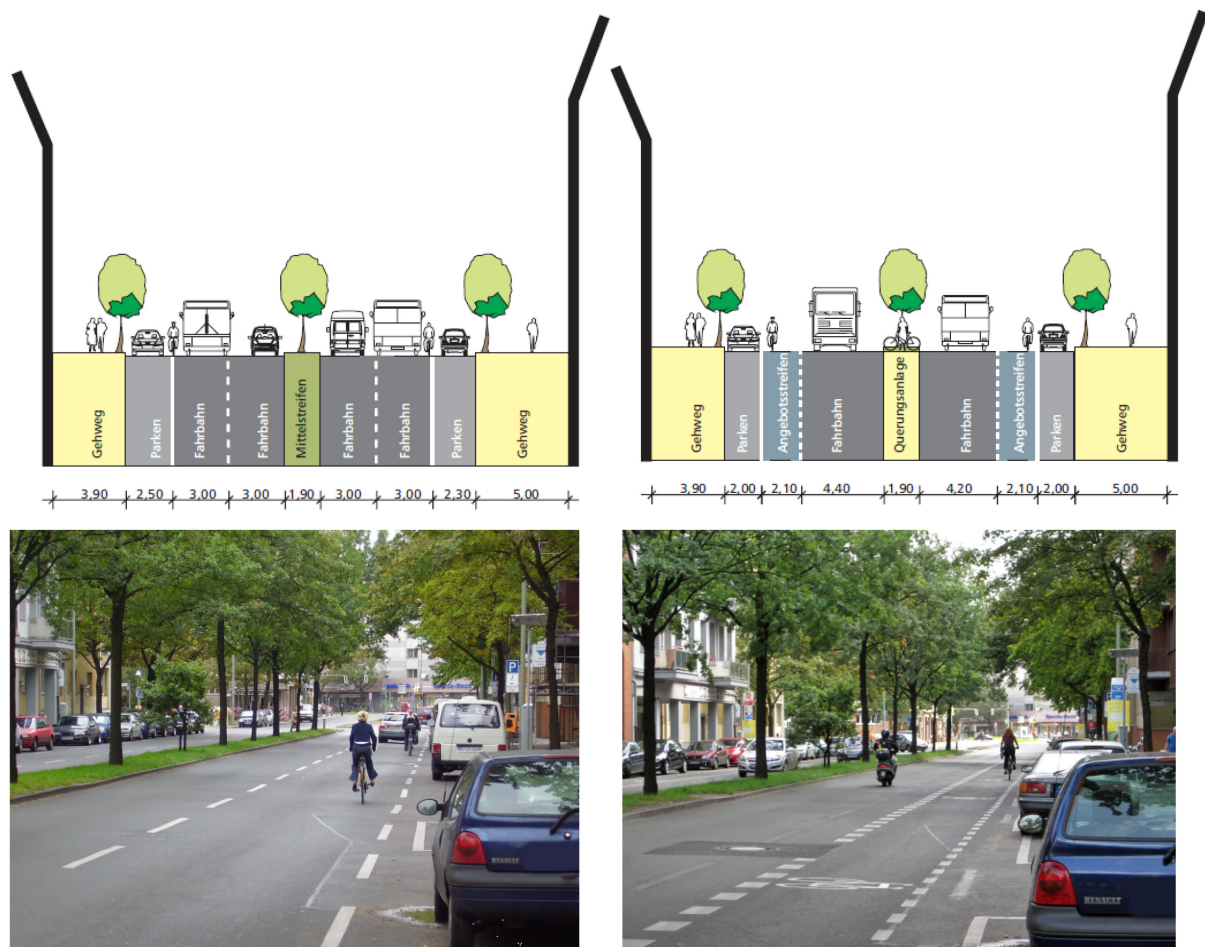 Gehweg
Parken
Fahrbahn
Fahrbahn
Mittelstreifen
Fahrbahn
Fahrbahn
Parken
Gehweg
3,90 2,50 3,00 3,00 1,90 3,00 3,00 2,30 5,00
Gehweg
Parken
Angebotsstreifen
Fahrbahn
Querungsanlage
Fahrbahn
Angebotsstreifen
Parken
Gehweg
3,90 2,00 2,10 4,40 1,90 4,20 2,10 2,00 5,00
P
RENAULT
RENAULT